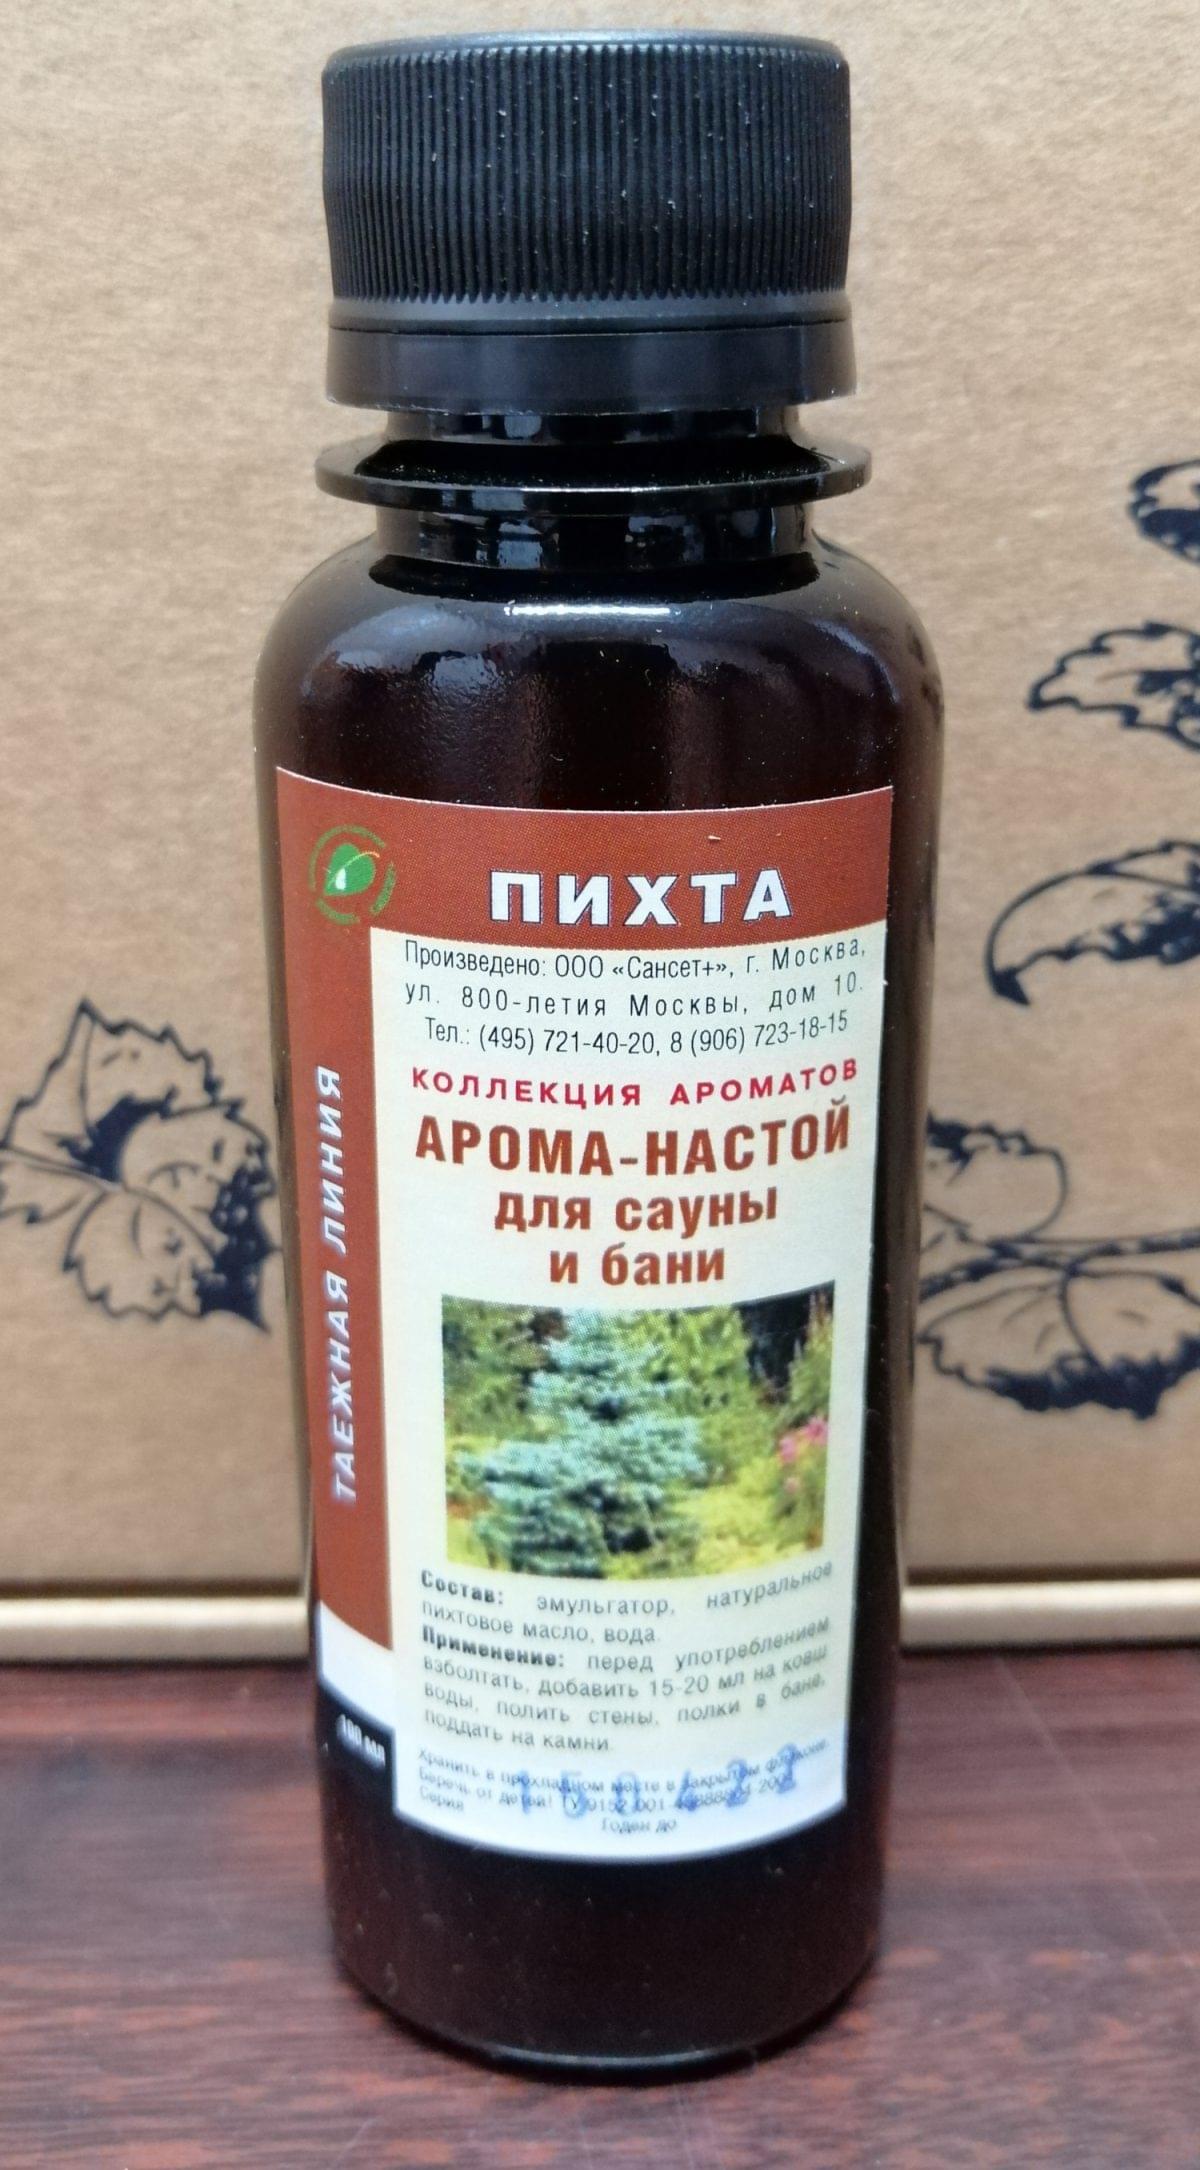 ПИХТА
Произведено: ООО «Сансет+», г. Москва,
ул. 800-летия Москвы, дом 10.
Тел.: (495) 721-40-20, 8 (906) 723-18-15
КОЛЛЕКЦИЯ АРОМАТОВ
АРОМА-НАСТОЙ
для сауны
и бани
ТАЕЖНАЯ ЛИНИЯ
Состав: эмульгатор, натуральное
пихтовое масло, вода.
Применение: перед употреблением
взболтать, добавить 15-20 мл на ковш
воды, полить стены, полки в бане,
поддать на камни.
100 мл
Хранить в прохладном месте в закрытом флаконе.
Беречь от детей! ТУ 9152-001-
Серия
Годен до